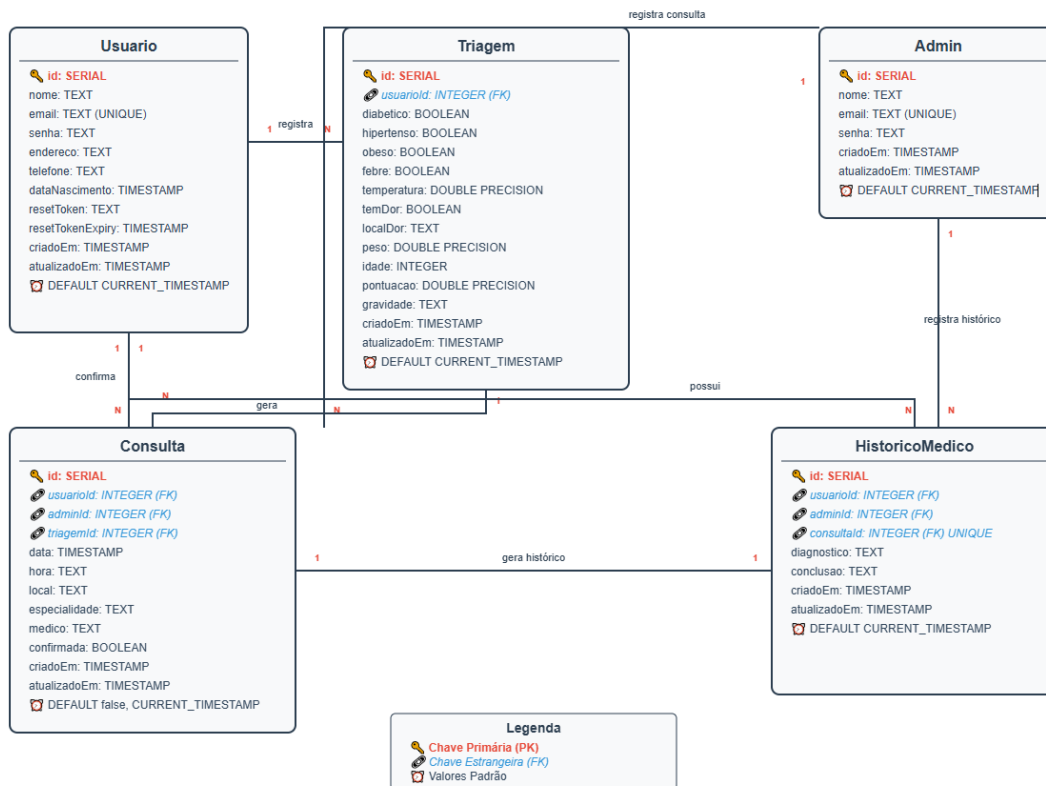 registra consulta
Usuario
id: SERIAL
nome: TEXT
email: TEXT (UNIQUE)
senha: TEXT
endereco: TEXT
telefone: TEXT
dataNascimento: TIMESTAMP
resetToken: TEXT
resetTokenExpiry: TIMESTAMP
criadoEm: TIMESTAMP
atualizadoEm: TIMESTAMP
DEFAULT CURRENT_TIMESTAMP
1 registra N
Triagem
id: SERIAL
usuarioId: INTEGER (FK)
diabetico: BOOLEAN
hipertenso: BOOLEAN
obeso: BOOLEAN
febre: BOOLEAN
temperatura: DOUBLE PRECISION
temDor: BOOLEAN
localDor: TEXT
peso: DOUBLE PRECISION
idade: INTEGER
pontuacao: DOUBLE PRECISION
gravidade: TEXT
criadoEm: TIMESTAMP
atualizadoEm: TIMESTAMP
DEFAULT CURRENT_TIMESTAMP
1
Admin
id: SERIAL
nome: TEXT
email: TEXT (UNIQUE)
senha: TEXT
criadoEm: TIMESTAMP
atualizadoEm: TIMESTAMP
DEFAULT CURRENT_TIMESTAMP
1
registra histórico
1 1
confirma
possui
N
gera
1
N
N
N
N
Consulta
id: SERIAL
usuarioId: INTEGER (FK)
adminId: INTEGER (FK)
triagemId: INTEGER (FK)
data: TIMESTAMP
hora: TEXT
local: TEXT
especialidade: TEXT
medico: TEXT
confirmada: BOOLEAN
criadoEm: TIMESTAMP
atualizadoEm: TIMESTAMP
DEFAULT false, CURRENT_TIMESTAMP
1 gera histórico 1
HistoricoMedico
id: SERIAL
usuarioId: INTEGER (FK)
adminId: INTEGER (FK)
consultaId: INTEGER (FK) UNIQUE
diagnostico: TEXT
conclusao: TEXT
criadoEm: TIMESTAMP
atualizadoEm: TIMESTAMP
DEFAULT CURRENT_TIMESTAMP
Legenda
Chave Primária (PK)
Chave Estrangeira (FK)
Valores Padrão